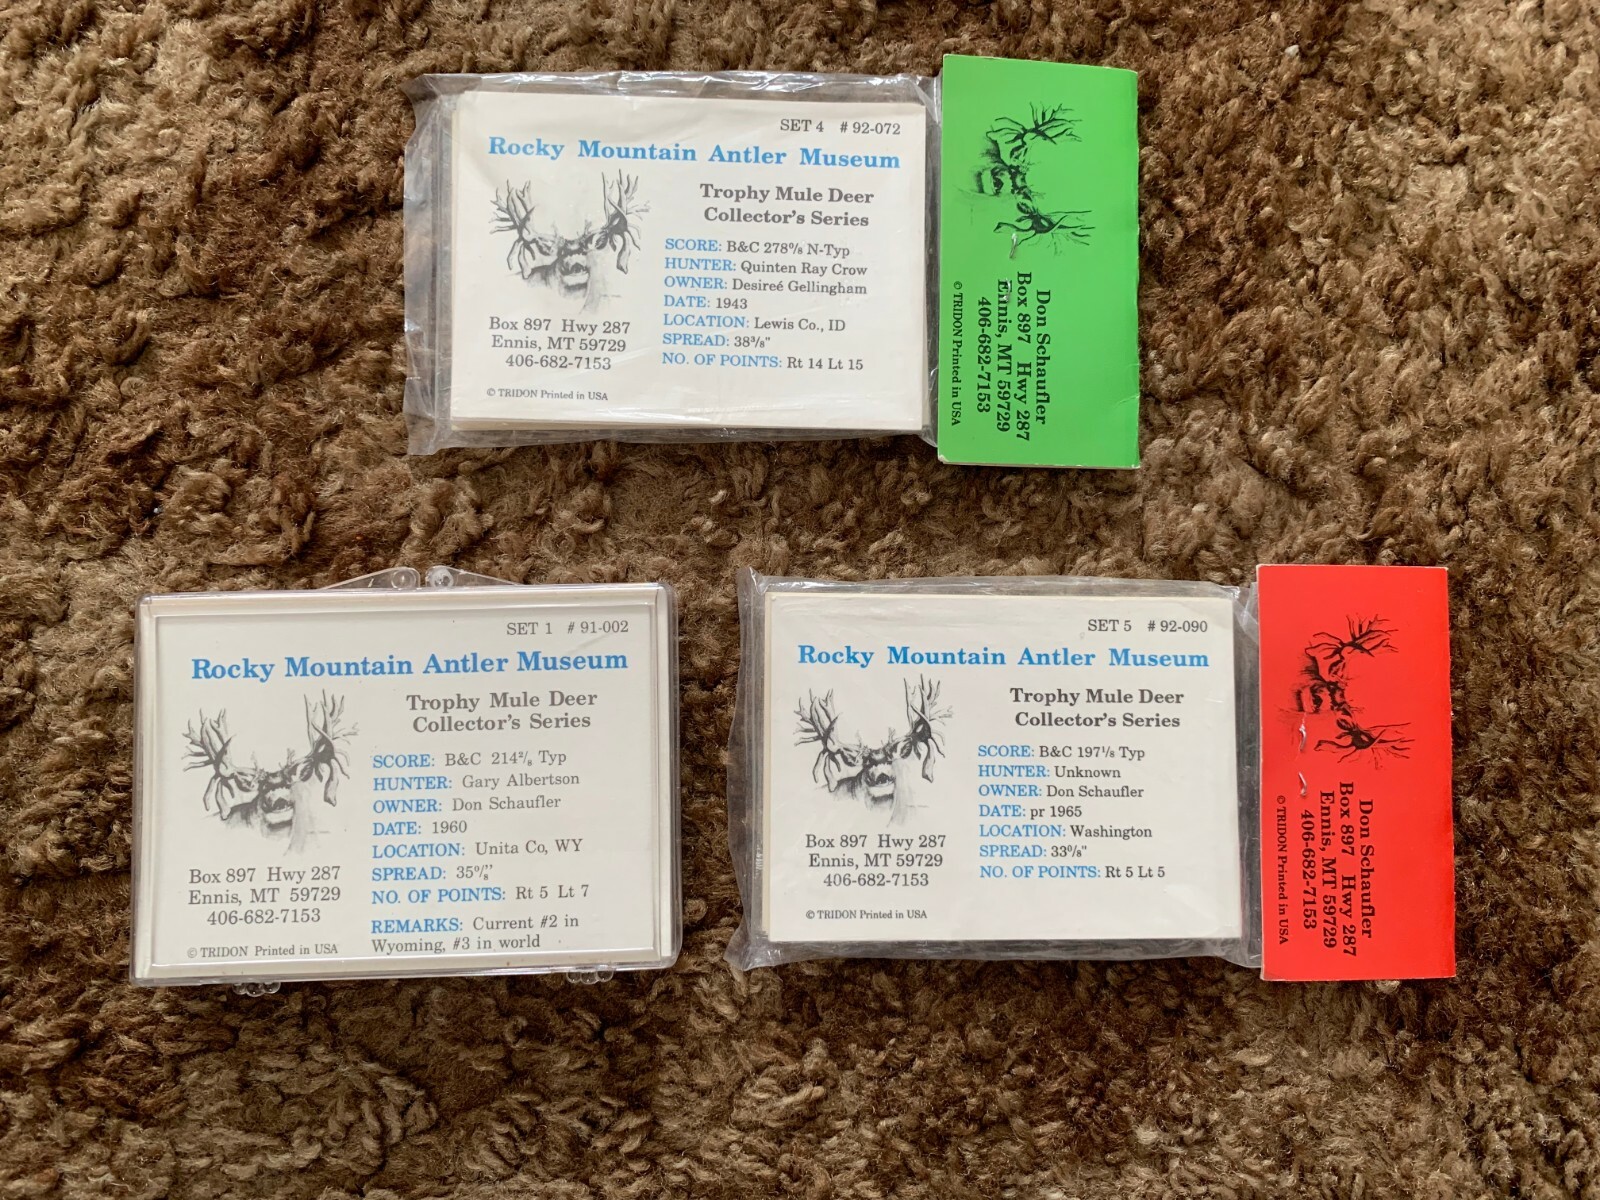 SET 4 # 92-072
Rocky Mountain Antler Museum
Trophy Mule Deer
Collector's Series
SCORE: B&C 278⁰/₈ N-Typ
HUNTER: Quinten Ray Crow
OWNER: Desireé Gellingham
DATE: 1943
LOCATION: Lewis Co., ID
SPREAD: 38³/₈"
NO. OF POINTS: Rt 14 Lt 15
Box 897 Hwy 287
Ennis, MT 59729
406-682-7153
© TRIDON Printed in USA
Don Schaufler
Box 897 Hwy 287
Ennis, MT 59729
406-682-7153
© TRIDON Printed in USA
SET 1 # 91-002
Rocky Mountain Antler Museum
Trophy Mule Deer
Collector's Series
SCORE: B&C 214²/₈ Typ
HUNTER: Gary Albertson
OWNER: Don Schaufler
DATE: 1960
LOCATION: Unita Co, WY
SPREAD: 35⁰/₈"
NO. OF POINTS: Rt 5 Lt 7
REMARKS: Current #2 in
Wyoming, #3 in world
Box 897 Hwy 287
Ennis, MT 59729
406-682-7153
© TRIDON Printed in USA
SET 5 # 92-090
Rocky Mountain Antler Museum
Trophy Mule Deer
Collector's Series
SCORE: B&C 197¹/₈ Typ
HUNTER: Unknown
OWNER: Don Schaufler
DATE: pr 1965
LOCATION: Washington
SPREAD: 33⁰/₈"
NO. OF POINTS: Rt 5 Lt 5
Box 897 Hwy 287
Ennis, MT 59729
406-682-7153
© TRIDON Printed in USA
Don Schaufler
Box 897 Hwy 287
Ennis, MT 59729
406-682-7153
© TRIDON Printed in USA